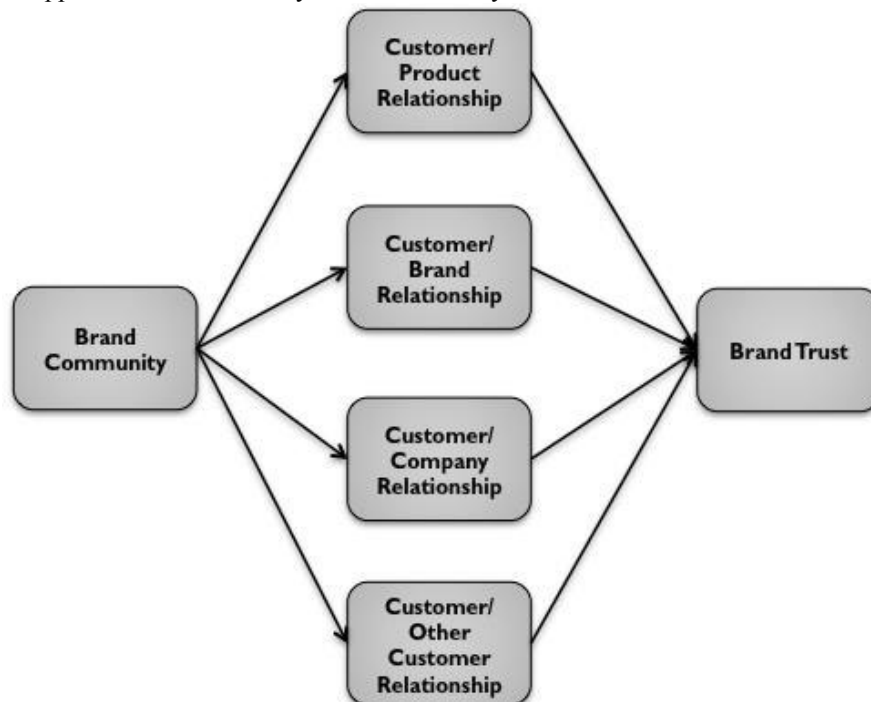 Customer/
Product
Relationship
Customer/
Brand
Relationship
Brand
Community
Brand Trust
Customer/
Company
Relationship
Customer/
Other
Customer
Relationship